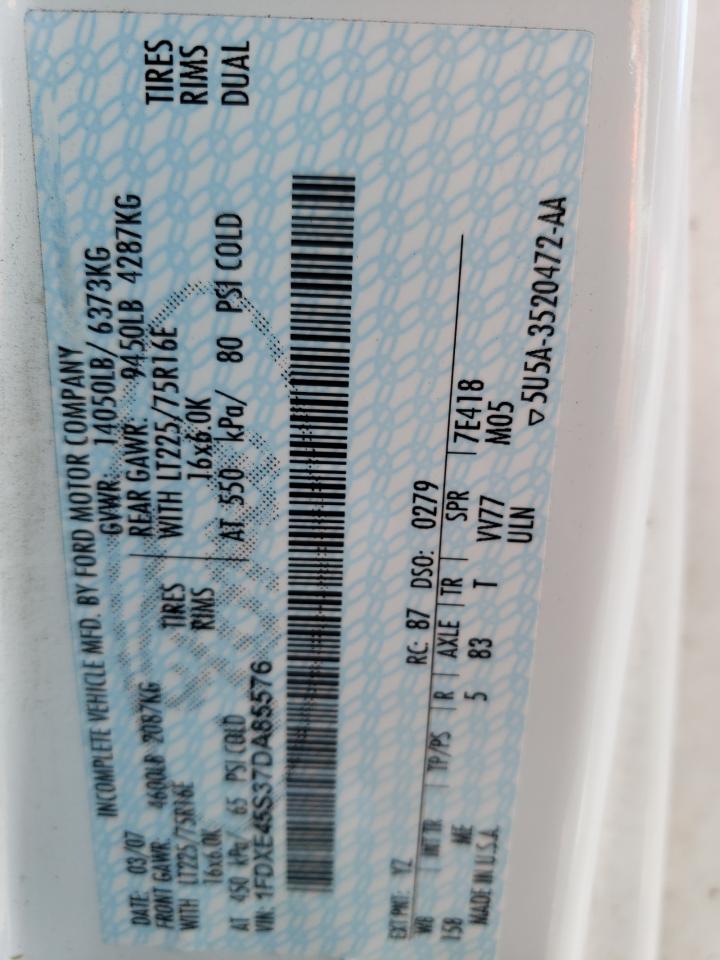 INCOMPLETE VEHICLE MFD. BY FORD MOTOR COMPANY
DATE: 03/07 GVWR: 14050LB/ 6373KG
FRONT GAWR: 4600LB 2087KG REAR GAWR: 9450LB 4287KG
WITH LT225/75R16E TIRES WITH LT225/75R16E TIRES
16x6.0K RIMS 16x6.0K RIMS
AT 450 kPa/ 65 PSI COLD AT 550 kPa/ 80 PSI COLD DUAL
VIN: 1FDXE45S37DA85576
EXT PNT: YZ RC: 87 DSO: 0279
WB INT TR TP/PS R AXLE TR SPR 7E418
158 ME 5 83 T VV77 M05
MADE IN U.S.A. ULN
▽5U5A-3520472-AA